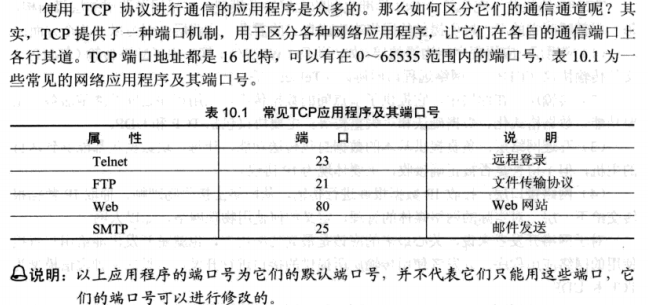 使用 TCP 协议进行通信的应用程序是众多的。那么如何区分它们的通信通道呢？其
实，TCP 提供了一种端口机制，用于区分各种网络应用程序，让它们在各自的通信端口上
各行其道。TCP 端口地址都是 16 比特，可以有在 0～65535 范围内的端口号，表 10.1 为一
些常见的网络应用程序及其端口号。
表 10.1 常见TCP应用程序及其端口号
属 性 端 口 说 明
Telnet 23 远程登录
FTP 21 文件传输协议
Web 80 Web 网站
SMTP 25 邮件发送
说明：以上应用程序的端口号为它们的默认端口号，并不代表它们只能用这些端口，它
们的端口号可以进行修改的。